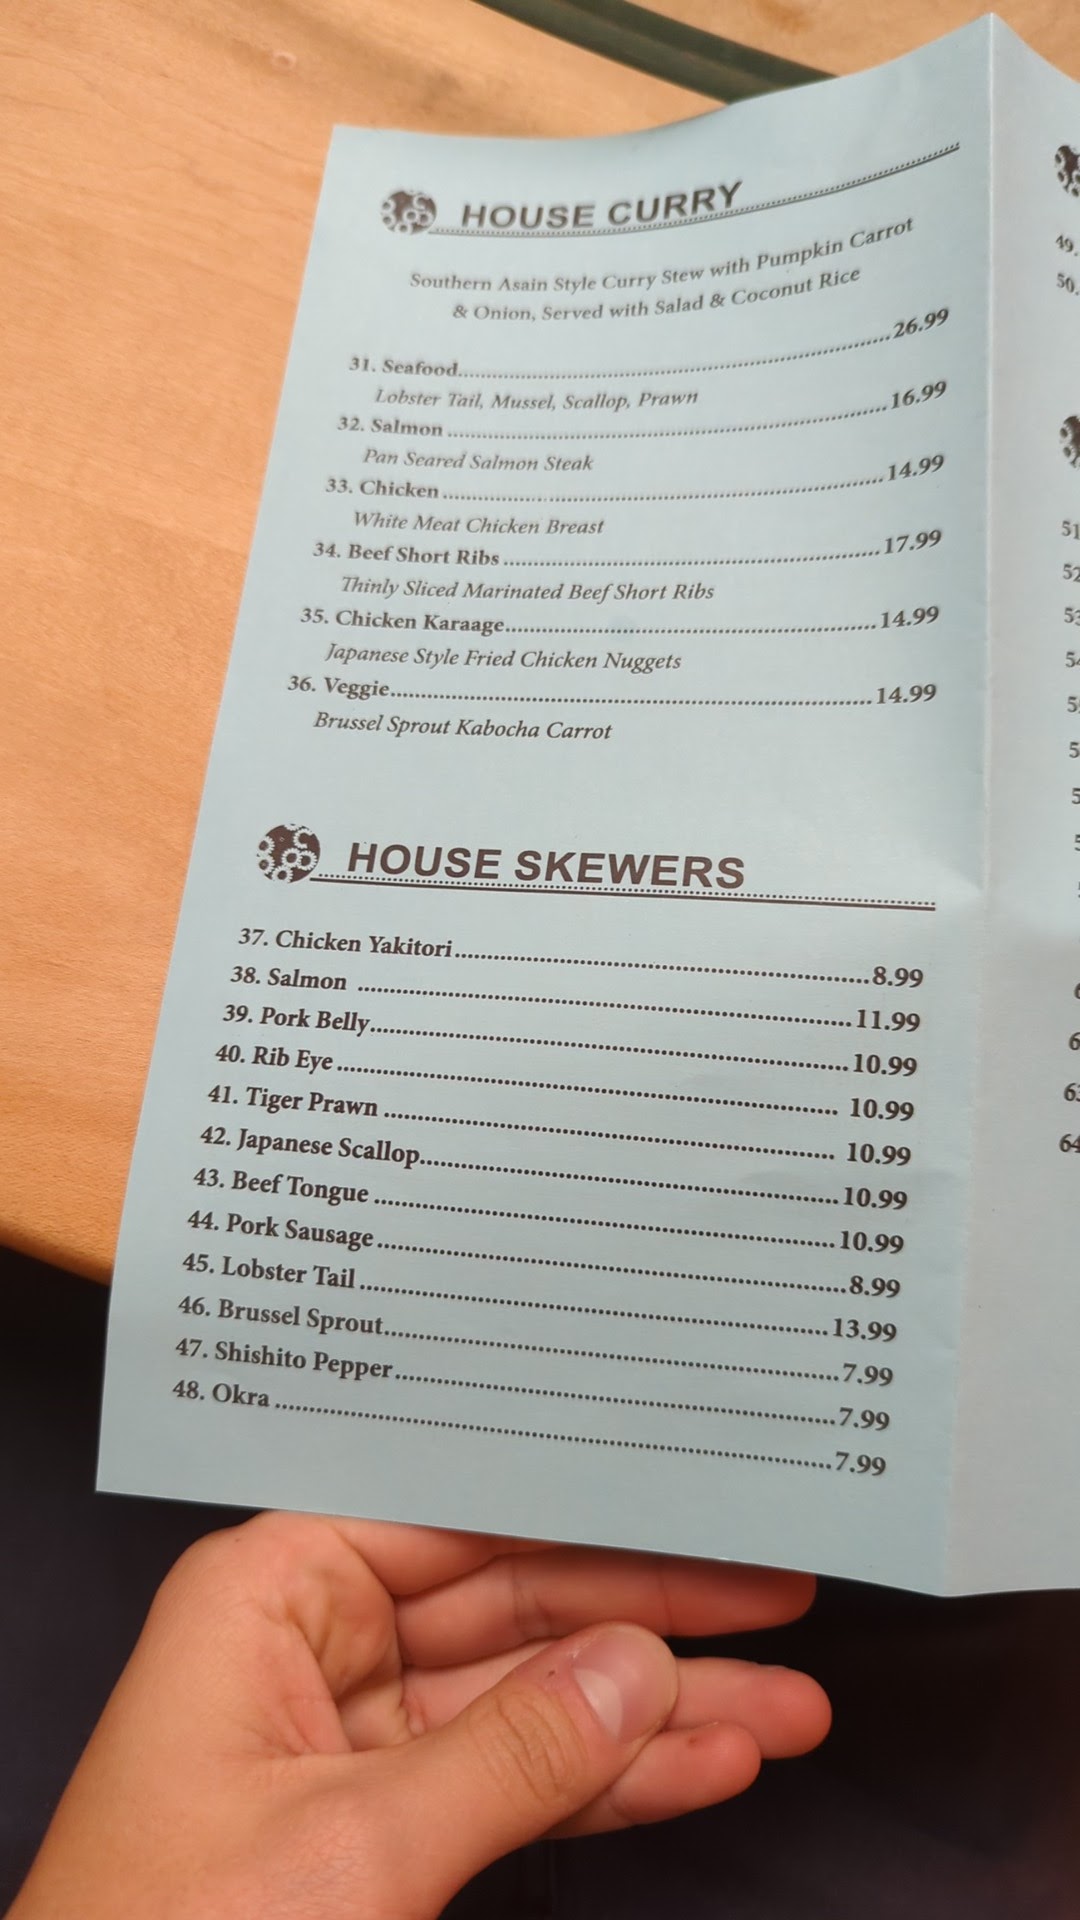 HOUSE CURRY
Southern Asain Style Curry Stew with Pumpkin Carrot
& Onion, Served with Salad & Coconut Rice
31. Seafood..........26.99
Lobster Tail, Mussel, Scallop, Prawn
32. Salmon ..........16.99
Pan Seared Salmon Steak
33. Chicken ..........14.99
White Meat Chicken Breast
34. Beef Short Ribs ..........17.99
Thinly Sliced Marinated Beef Short Ribs
35. Chicken Karaage..........14.99
Japanese Style Fried Chicken Nuggets
36. Veggie..........14.99
Brussel Sprout Kabocha Carrot
HOUSE SKEWERS
37. Chicken Yakitori..........8.99
38. Salmon ..........11.99
39. Pork Belly..........10.99
40. Rib Eye .......... 10.99
41. Tiger Prawn .......... 10.99
42. Japanese Scallop..........10.99
43. Beef Tongue ..........10.99
44. Pork Sausage..........8.99
45. Lobster Tail ..........13.99
46. Brussel Sprout..........7.99
47. Shishito Pepper..........7.99
48. Okra ..........7.99
49.
50.
51
52
64